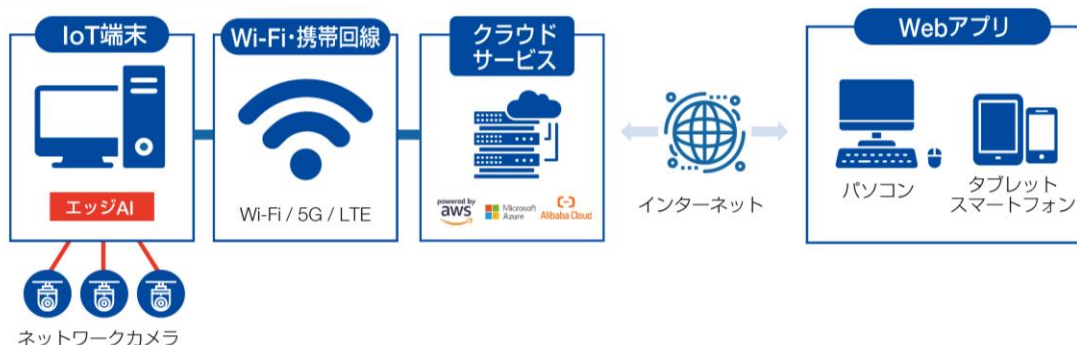 IoT端末
エッジAI
ネットワークカメラ
Wi-Fi・携帯回線
Wi-Fi / 5G / LTE
クラウド
サービス
powered by
aws
Microsoft
Azure
Alibaba Cloud
インターネット
Webアプリ
パソコン
タブレット
スマートフォン